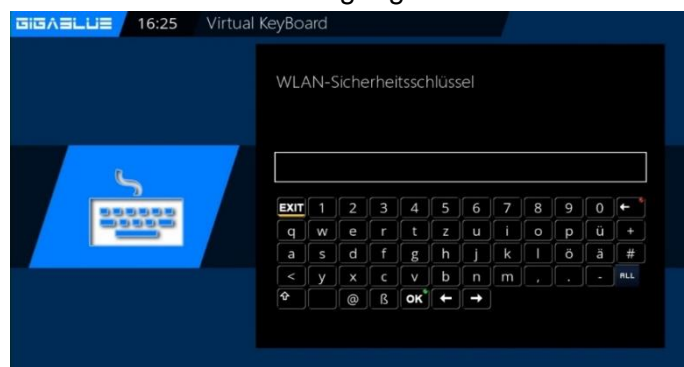 GIGABLUE 16:25 Virtual KeyBoard
WLAN-Sicherheitsschlüssel
EXIT 1 2 3 4 5 6 7 8 9 0 ←
q w e r t z u i o p ü +
a s d f g h j k l ö ä #
< y x c v b n m , . - ALL
⇧ @ ß OK ← →